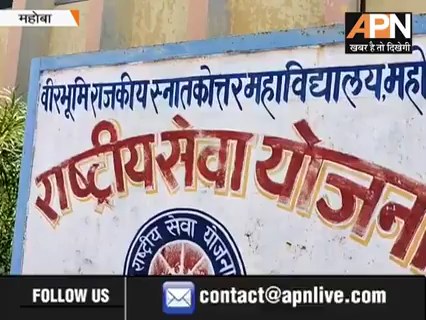 महोबा
APN
खबर है तो दिखेगी
वीरभूमि राजकीय स्नातकोत्तर महाविद्यालय, महो
राष्ट्रीय सेवा योजना
राष्ट्रीय सेवा योजना
FOLLOW US
contact@apnlive.com